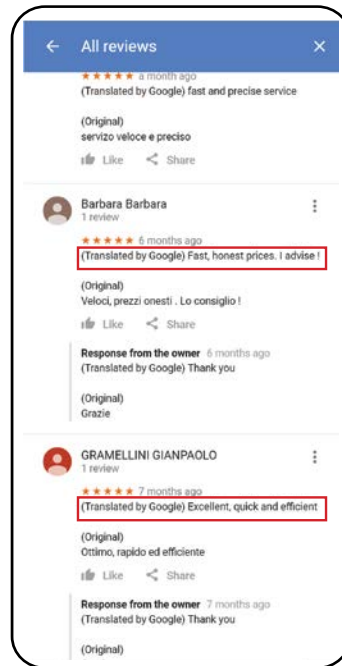 All reviews
a month ago
(Translated by Google) fast and precise service
(Original)
servizo veloce e preciso
Like Share
Barbara Barbara
1 review
6 months ago
(Translated by Google) Fast, honest prices. I advise !
(Original)
Veloci, prezzi onesti . Lo consiglio !
Like Share
Response from the owner 6 months ago
(Translated by Google) Thank you
(Original)
Grazie
GRAMELLINI GIANPAOLO
1 review
7 months ago
(Translated by Google) Excellent, quick and efficient
(Original)
Ottimo, rapido ed efficiente
Like Share
Response from the owner 7 months ago
(Translated by Google) Thank you
(Original)